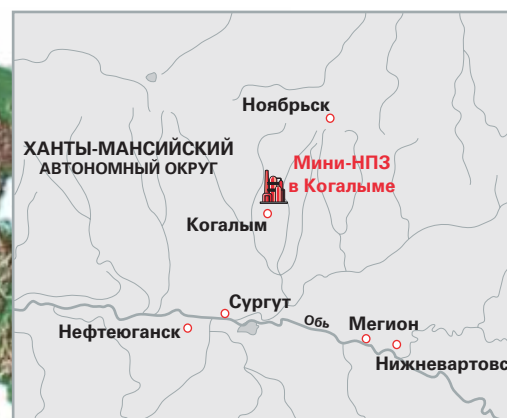 Ноябрьск
ХАНТЫ-МАНСИЙСКИЙ
АВТОНОМНЫЙ ОКРУГ
Мини-НПЗ
в Когалыме
Когалым
Сургут
Обь
Нефтеюганск
Мегион
Нижневартовс